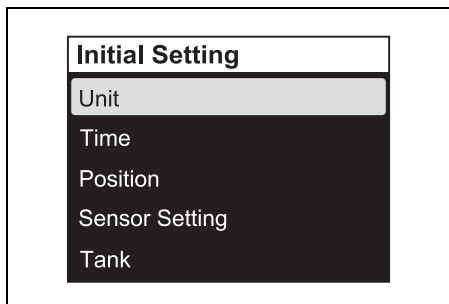 Initial Setting
Unit
Time
Position
Sensor Setting
Tank